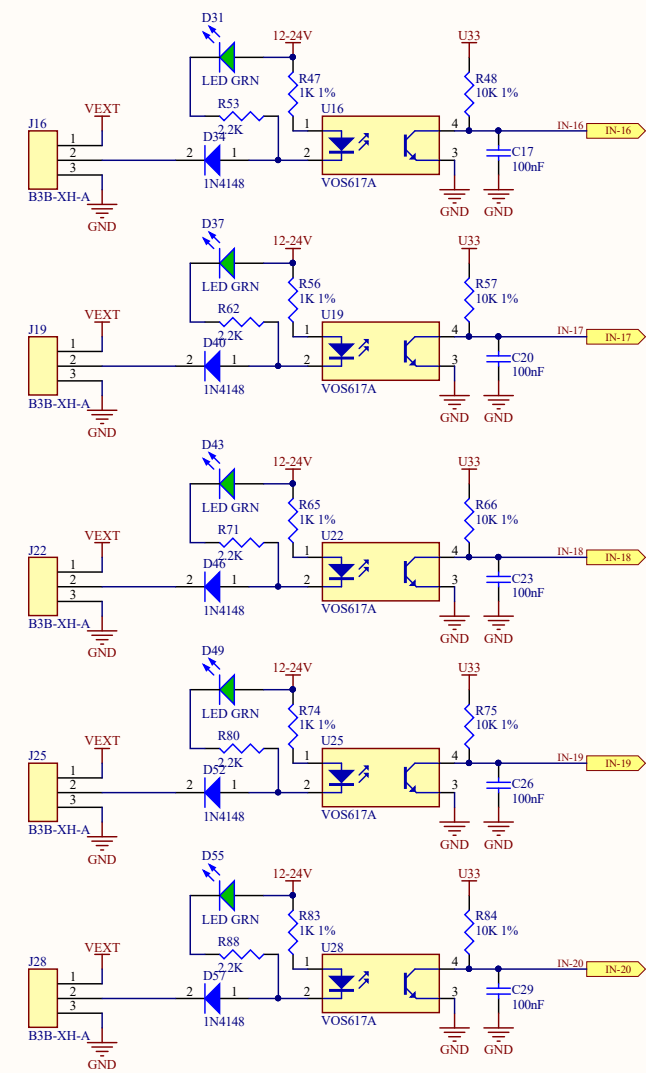 D31
12-24V
U33
LED GRN
R47
1K 1%
R48
10K 1%
VEXT
R53
2.2K
U16
J16
1
2
3
D34
2
1
1
2
4
3
IN-16
IN-16
C17
100nF
1N4148
VOS617A
B3B-XH-A
GND
GND
GND
D37
12-24V
U33
LED GRN
R56
1K 1%
R57
10K 1%
VEXT
R62
2.2K
U19
J19
1
2
3
D40
2
1
1
2
4
3
IN-17
IN-17
C20
100nF
1N4148
VOS617A
B3B-XH-A
GND
GND
GND
D43
12-24V
U33
LED GRN
R65
1K 1%
R66
10K 1%
VEXT
R71
2.2K
U22
J22
1
2
3
D46
2
1
1
2
4
3
IN-18
IN-18
C23
100nF
1N4148
VOS617A
B3B-XH-A
GND
GND
GND
D49
12-24V
U33
LED GRN
R74
1K 1%
R75
10K 1%
VEXT
R80
2.2K
U25
J25
1
2
3
D52
2
1
1
2
4
3
IN-19
IN-19
C26
100nF
1N4148
VOS617A
B3B-XH-A
GND
GND
GND
D55
12-24V
U33
LED GRN
R83
1K 1%
R84
10K 1%
VEXT
R88
2.2K
U28
J28
1
2
3
D57
2
1
1
2
4
3
IN-20
IN-20
C29
100nF
1N4148
VOS617A
B3B-XH-A
GND
GND
GND